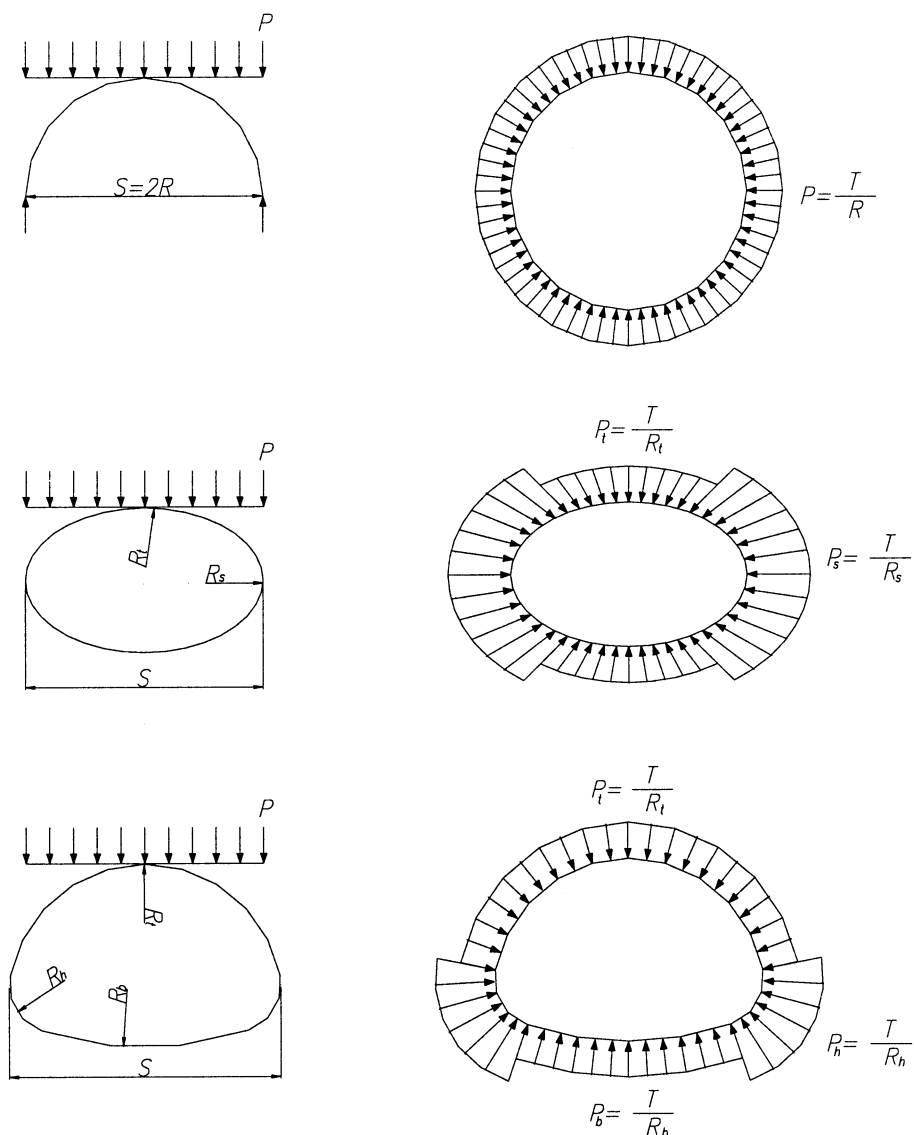 P
S=2R
P= T/R
P
Rt
Rs
S
Pt= T/Rt
Ps= T/Rs
P
Rt
Rh
Rb
S
Pt= T/Rt
Ph= T/Rh
Pb= T/Rb